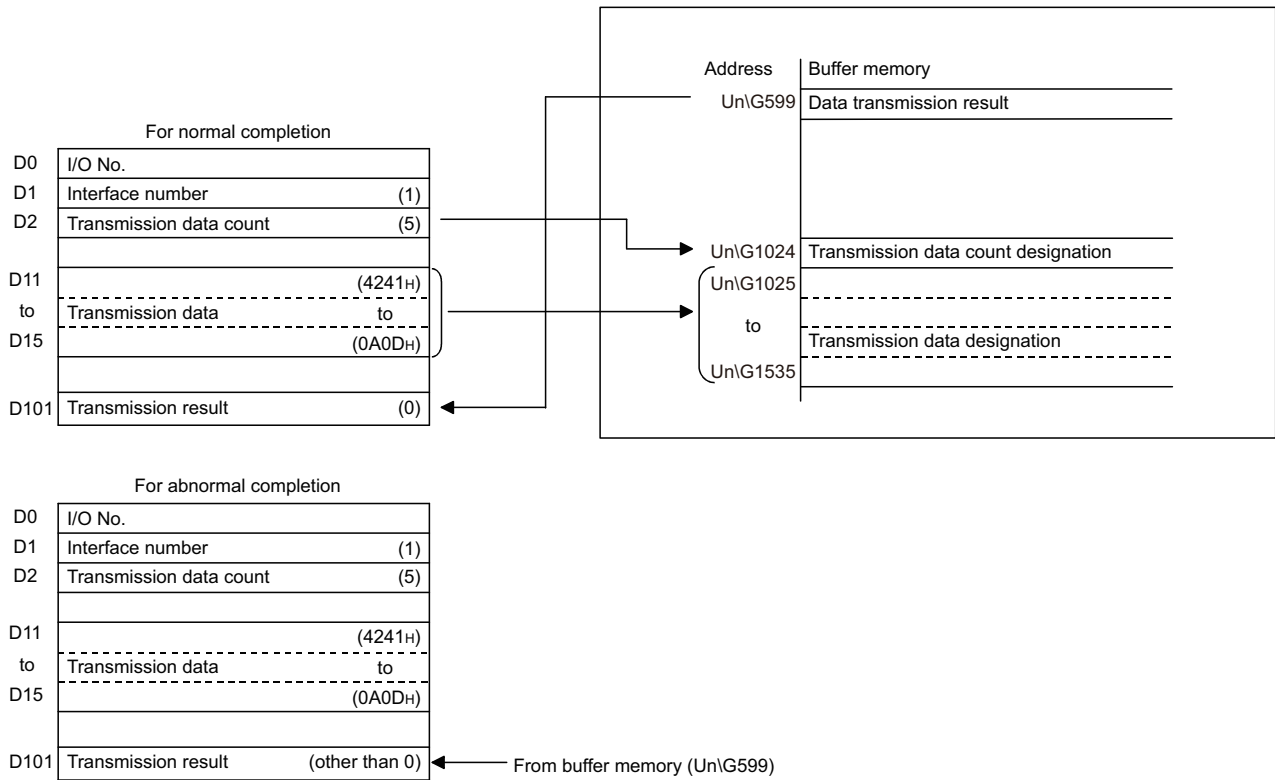 Address Buffer memory
Un\G599 Data transmission result
For normal completion
D0 I/O No.
D1 Interface number (1)
D2 Transmission data count (5)
Un\G1024 Transmission data count designation
D11 (4241H)
Un\G1025
to Transmission data to
to
D15 (0A0DH)
Transmission data designation
Un\G1535
D101 Transmission result (0)
For abnormal completion
D0 I/O No.
D1 Interface number (1)
D2 Transmission data count (5)
D11 (4241H)
to Transmission data to
D15 (0A0DH)
D101 Transmission result (other than 0) From buffer memory (Un\G599)